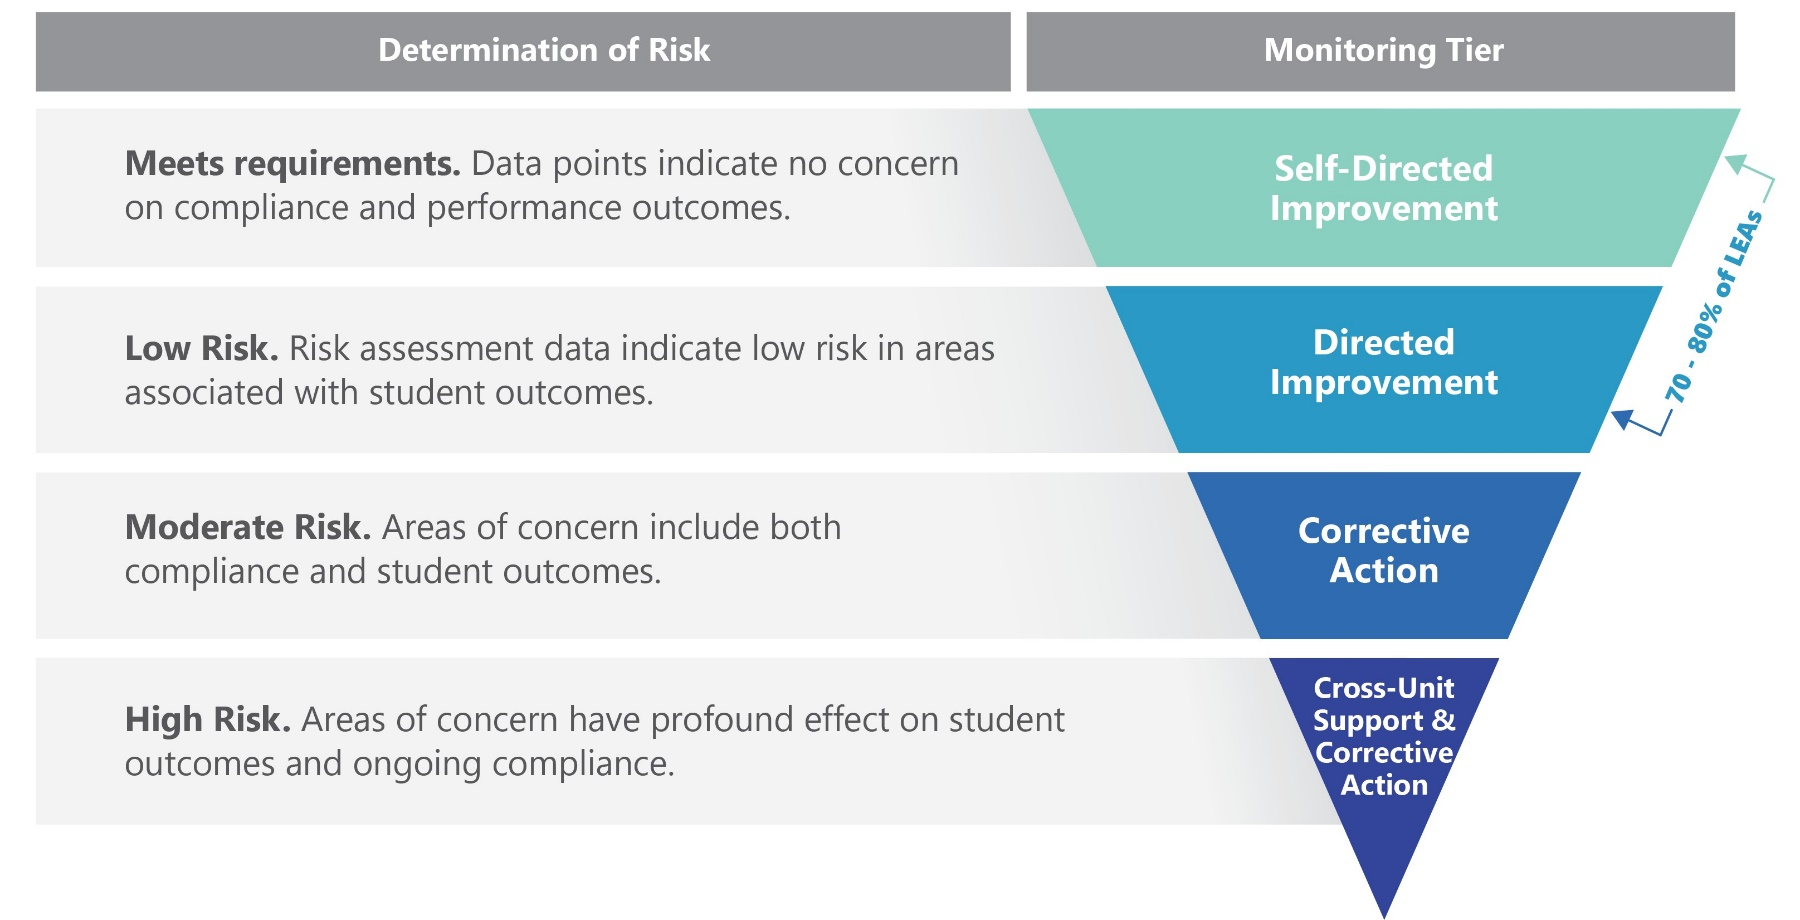 Determination of Risk
Monitoring Tier
Meets requirements. Data points indicate no concern
on compliance and performance outcomes.
Self-Directed
Improvement
70 - 80% of LEAs
Low Risk. Risk assessment data indicate low risk in areas
associated with student outcomes.
Directed
Improvement
Moderate Risk. Areas of concern include both
compliance and student outcomes.
Corrective
Action
High Risk. Areas of concern have profound effect on student
outcomes and ongoing compliance.
Cross-Unit
Support &
Corrective
Action